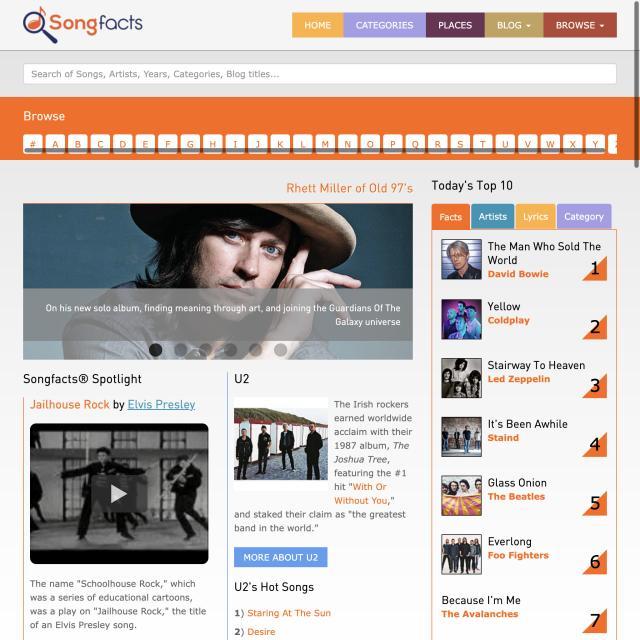 Songfacts
HOME
CATEGORIES
PLACES
BLOG
BROWSE
Search of Songs, Artists, Years, Categories, Blog titles...
Browse
# A B C D E F G H I J K L M N O P Q R S T U V W X Y
Rhett Miller of Old 97's
On his new solo album, finding meaning through art, and joining the Guardians Of The
Galaxy universe
Songfacts® Spotlight
Jailhouse Rock by Elvis Presley
The name "Schoolhouse Rock," which
was a series of educational cartoons,
was a play on "Jailhouse Rock," the title
of an Elvis Presley song.
U2
The Irish rockers
earned worldwide
acclaim with their
1987 album, The
Joshua Tree,
featuring the #1
hit "With Or
Without You,"
and staked their claim as "the greatest
band in the world."
MORE ABOUT U2
U2's Hot Songs
1) Staring At The Sun
2) Desire
Today's Top 10
Facts
Artists
Lyrics
Category
The Man Who Sold The
World
David Bowie
1
Yellow
Coldplay
2
Stairway To Heaven
Led Zeppelin
3
It's Been Awhile
Staind
4
Glass Onion
The Beatles
5
Everlong
Foo Fighters
6
Because I'm Me
The Avalanches
7